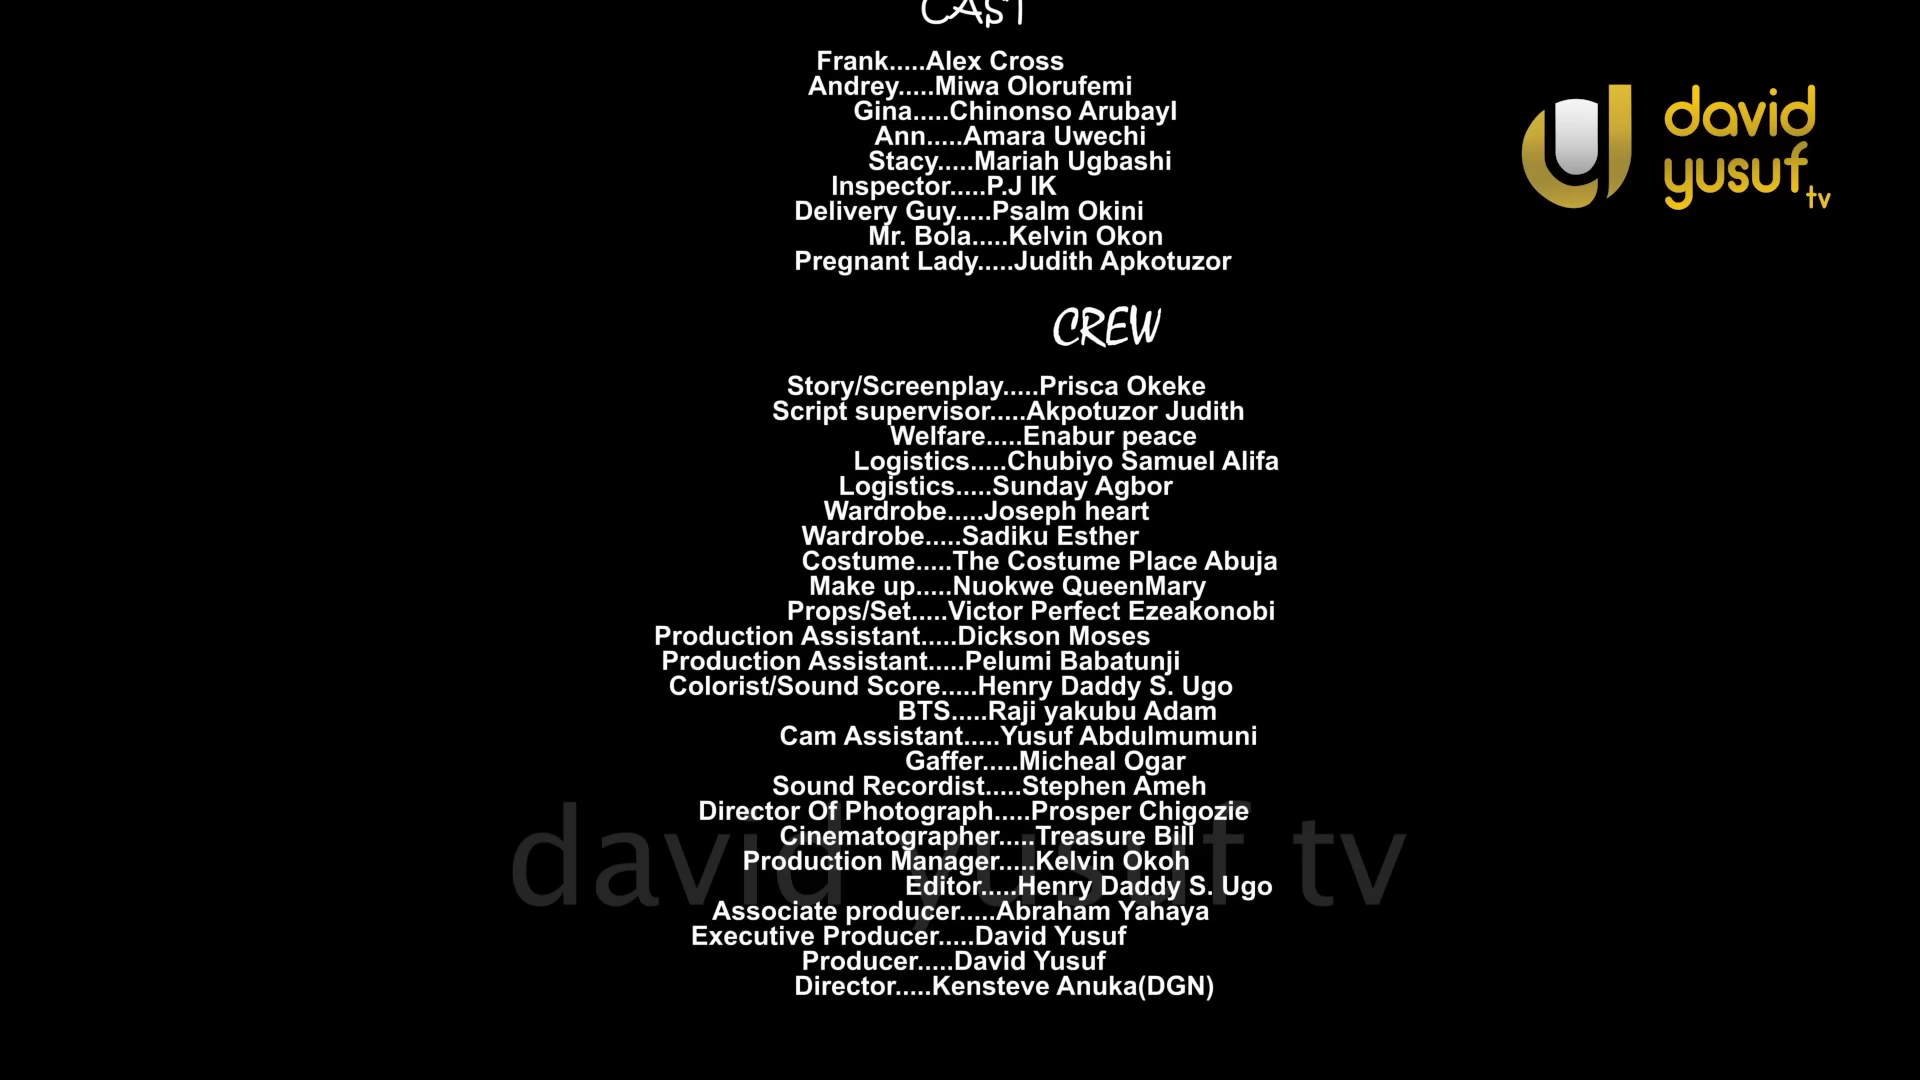 CAST
Frank.....Alex Cross
Andrey.....Miwa Olorufemi
Gina.....Chinonso Arubayl
Ann.....Amara Uwechi
Stacy.....Mariah Ugbashi
Inspector.....P.J IK
Delivery Guy.....Psalm Okini
Mr. Bola.....Kelvin Okon
Pregnant Lady.....Judith Apkotuzor
david
yusuf
tv
CREW
Story/Screenplay.....Prisca Okeke
Script supervisor.....Akpotuzor Judith
Welfare.....Enabur peace
Logistics.....Chubiyo Samuel Alifa
Logistics.....Sunday Agbor
Wardrobe.....Joseph heart
Wardrobe.....Sadiku Esther
Costume.....The Costume Place Abuja
Make up.....Nuokwe QueenMary
Props/Set.....Victor Perfect Ezeakonobi
Production Assistant.....Dickson Moses
Production Assistant.....Pelumi Babatunji
Colorist/Sound Score.....Henry Daddy S. Ugo
BTS.....Raji yakubu Adam
Cam Assistant.....Yusuf Abdulmumuni
Gaffer.....Micheal Ogar
Sound Recordist.....Stephen Ameh
Director Of Photograph.....Prosper Chigozie
Cinematographer.....Treasure Bill
Production Manager.....Kelvin Okoh
Editor.....Henry Daddy S. Ugo
Associate producer.....Abraham Yahaya
Executive Producer.....David Yusuf
Producer.....David Yusuf
Director.....Kensteve Anuka(DGN)
david yusuf tv